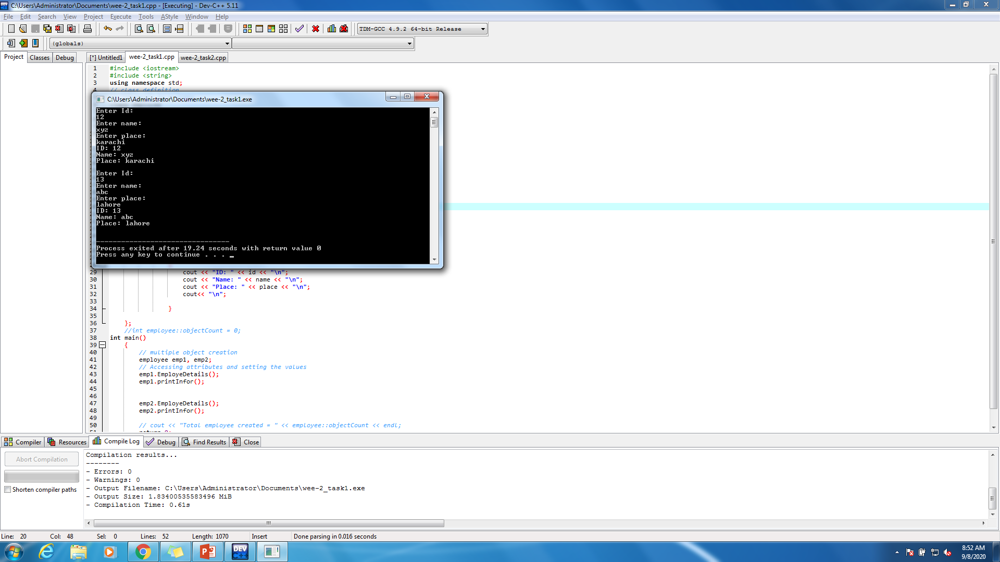 C:\Users\Administrator\Documents\wee-2_task1.cpp - [Executing] - Dev-C++ 5.11
File Edit Search View Project Execute Tools AStyle Window Help
TDM-GCC 4.9.2 64-bit Release
(globals)
Project Classes Debug
[*] Untitled1 wee-2_task1.cpp wee-2_task2.cpp
1 #include <iostream>
2 #include <string>
3 using namespace std;
4 // class definition
C:\Users\Administrator\Documents\wee-2_task1.exe
Enter Id:
12
Enter name:
xyz
Enter place:
karachi
ID: 12
Name: xyz
Place: karachi
Enter Id:
13
Enter name:
abc
Enter place:
lahore
ID: 13
Name: abc
Place: lahore
--------------------------------
Process exited after 19.24 seconds with return value 0
Press any key to continue . . . _
29 cout << "ID: " << id << "\n";
30 cout << "Name: " << name << "\n";
31 cout << "Place: " << place << "\n";
32 cout<< "\n";
33
34 }
35
36 };
37 //int employee::objectCount = 0;
38 int main()
39 {
40 // multiple object creation
41 employee emp1, emp2;
42 // Accessing attributes and setting the values
43 emp1.EmployeDetails();
44 emp1.printInfor();
45
46
47 emp2.EmployeDetails();
48 emp2.printInfor();
49
50 // cout << "Total employee created = " << employee::objectCount << endl;
51 return 0;
Compiler Resources Compile Log Debug Find Results Close
Abort Compilation
Shorten compiler paths
Compilation results...
--------
- Errors: 0
- Warnings: 0
- Output Filename: C:\Users\Administrator\Documents\wee-2_task1.exe
- Output Size: 1.83400535583496 MiB
- Compilation Time: 0.61s
Line: 20 Col: 48 Sel: 0 Lines: 52 Length: 1070 Insert Done parsing in 0.016 seconds
DEV C++
8:52 AM
9/8/2020